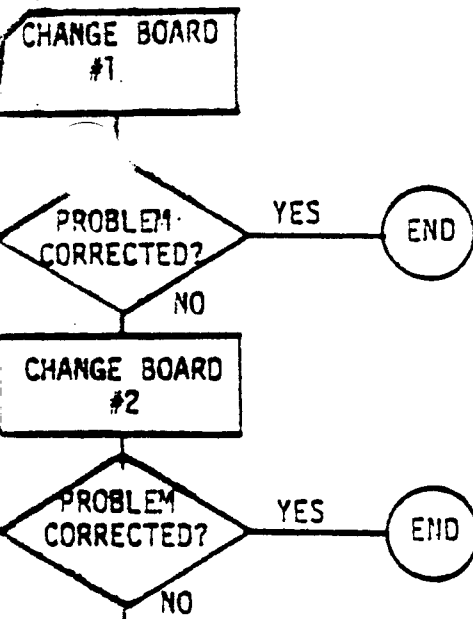 CHANGE BOARD
#1
PROBLEM
CORRECTED?
YES
END
NO
CHANGE BOARD
#2
PROBLEM
CORRECTED?
YES
END
NO